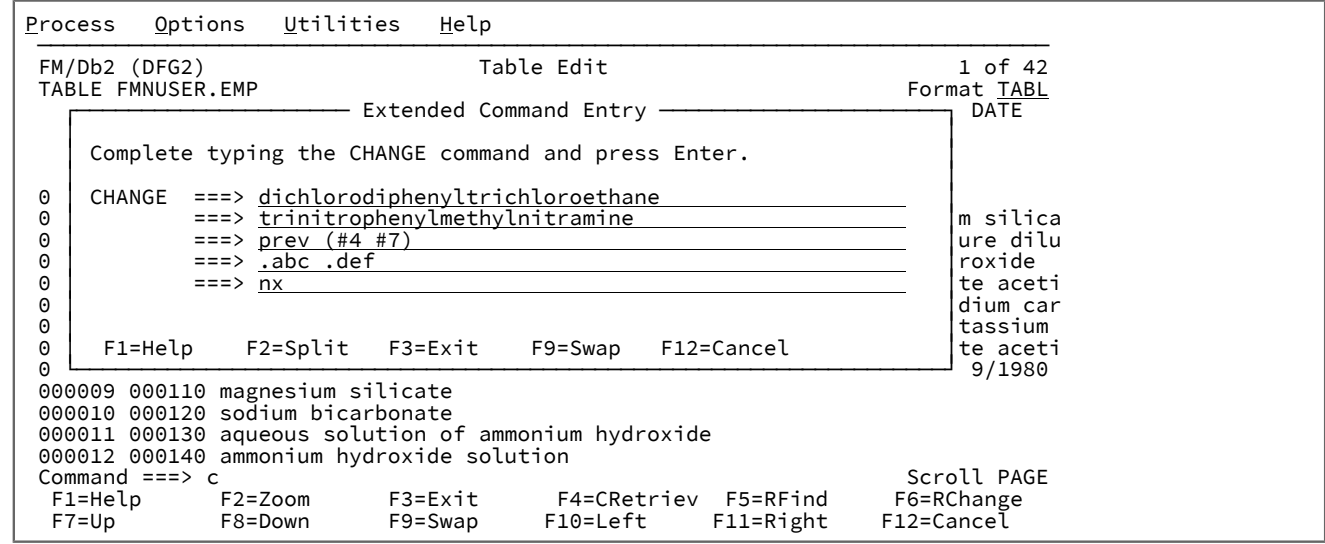 Process   Options   Utilities   Help
FM/Db2 (DFG2)                     Table Edit                           1 of 42
TABLE FMNUSER.EMP                                                  Format TABL
Extended Command Entry   DATE
Complete typing the CHANGE command and press Enter.
0   CHANGE  ===> dichlorodiphenyltrichloroethane
0           ===> trinitrophenylmethylnitramine                         m silica
0           ===> prev (#4 #7)                                          ure dilu
0           ===> .abc .def                                             roxide
0           ===> nx                                                    te aceti
0                                                                      dium car
0                                                                      tassium
0    F1=Help    F2=Split   F3=Exit    F9=Swap   F12=Cancel             te aceti
0                                                                       9/1980
000009 000110 magnesium silicate
000010 000120 sodium bicarbonate
000011 000130 aqueous solution of ammonium hydroxide
000012 000140 ammonium hydroxide solution
Command ===> c                                                     Scroll PAGE
F1=Help      F2=Zoom      F3=Exit      F4=CRetriev  F5=RFind     F6=RChange
F7=Up        F8=Down      F9=Swap     F10=Left     F11=Right    F12=Cancel